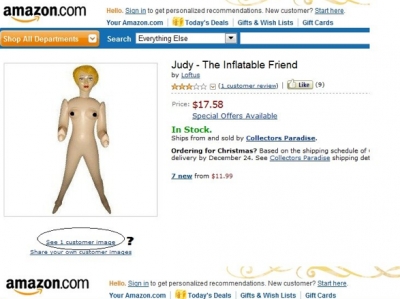 amazon.com
Hello. Sign in to get personalized recommendations. New customer? Start here.
Your Amazon.com | Today's Deals | Gifts & Wish Lists | Gift Cards
Shop All Departments Search Everything Else
Judy - The Inflatable Friend
by Loftus
(1 customer review) | Like (9)
Price: $17.58
Special Offers Available
In Stock.
Ships from and sold by Collectors Paradise.
Ordering for Christmas? Based on the shipping schedule of
delivery by December 24. See Collectors Paradise shipping det
7 new from $11.99
See 1 customer image ?
Share your own customer images
amazon.com
Hello. Sign in to get personalized recommendations. New customer? Start here.
Your Amazon.com | Today's Deals | Gifts & Wish Lists | Gift Cards